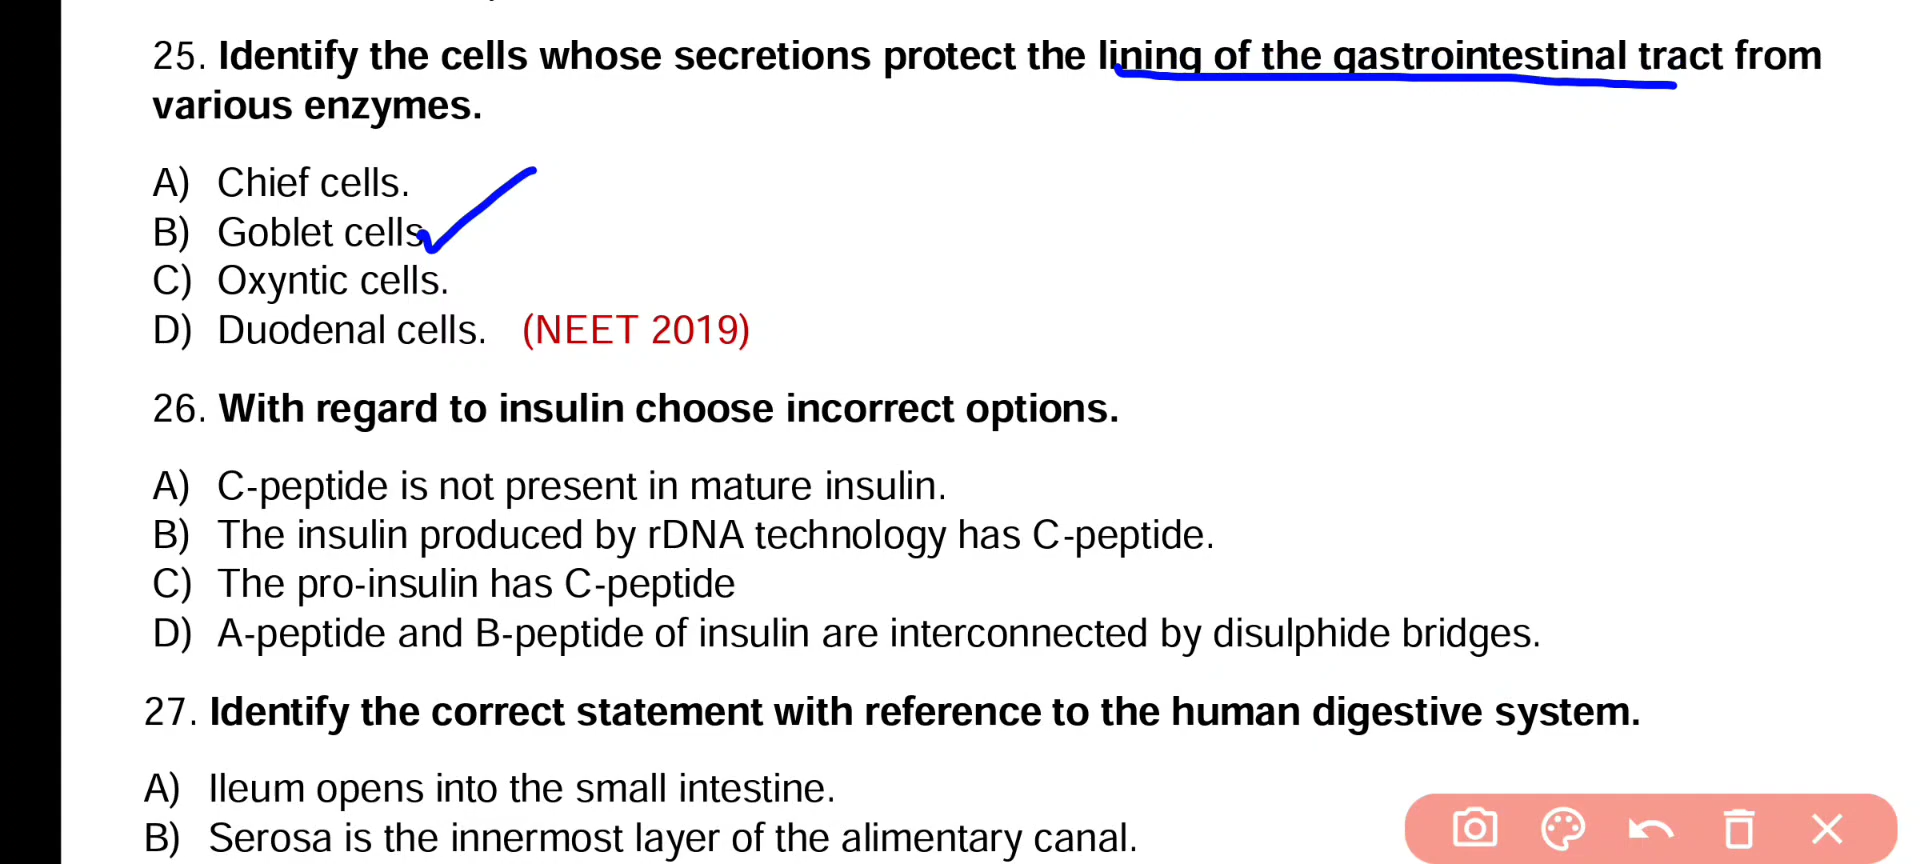 25. Identify the cells whose secretions protect the lining of the gastrointestinal tract from
various enzymes.
A) Chief cells.
B) Goblet cells
C) Oxyntic cells.
D) Duodenal cells. (NEET 2019)
26. With regard to insulin choose incorrect options.
A) C-peptide is not present in mature insulin.
B) The insulin produced by rDNA technology has C-peptide.
C) The pro-insulin has C-peptide
D) A-peptide and B-peptide of insulin are interconnected by disulphide bridges.
27. Identify the correct statement with reference to the human digestive system.
A) Ileum opens into the small intestine.
B) Serosa is the innermost layer of the alimentary canal.